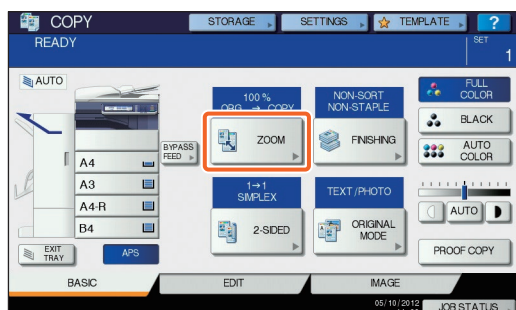 COPY
STORAGE
SETTINGS
TEMPLATE
?
READY
SET
1
AUTO
100 %
ORG → COPY
NON-SORT
NON-STAPLE
FULL
COLOR
ZOOM
FINISHING
BLACK
BYPASS
FEED
AUTO
COLOR
A4
A3
A4-R
B4
1→1
SIMPLEX
TEXT/PHOTO
2-SIDED
ORIGINAL
MODE
AUTO
EXIT
TRAY
APS
PROOF COPY
BASIC
EDIT
IMAGE
05/10/2012
JOB STATUS